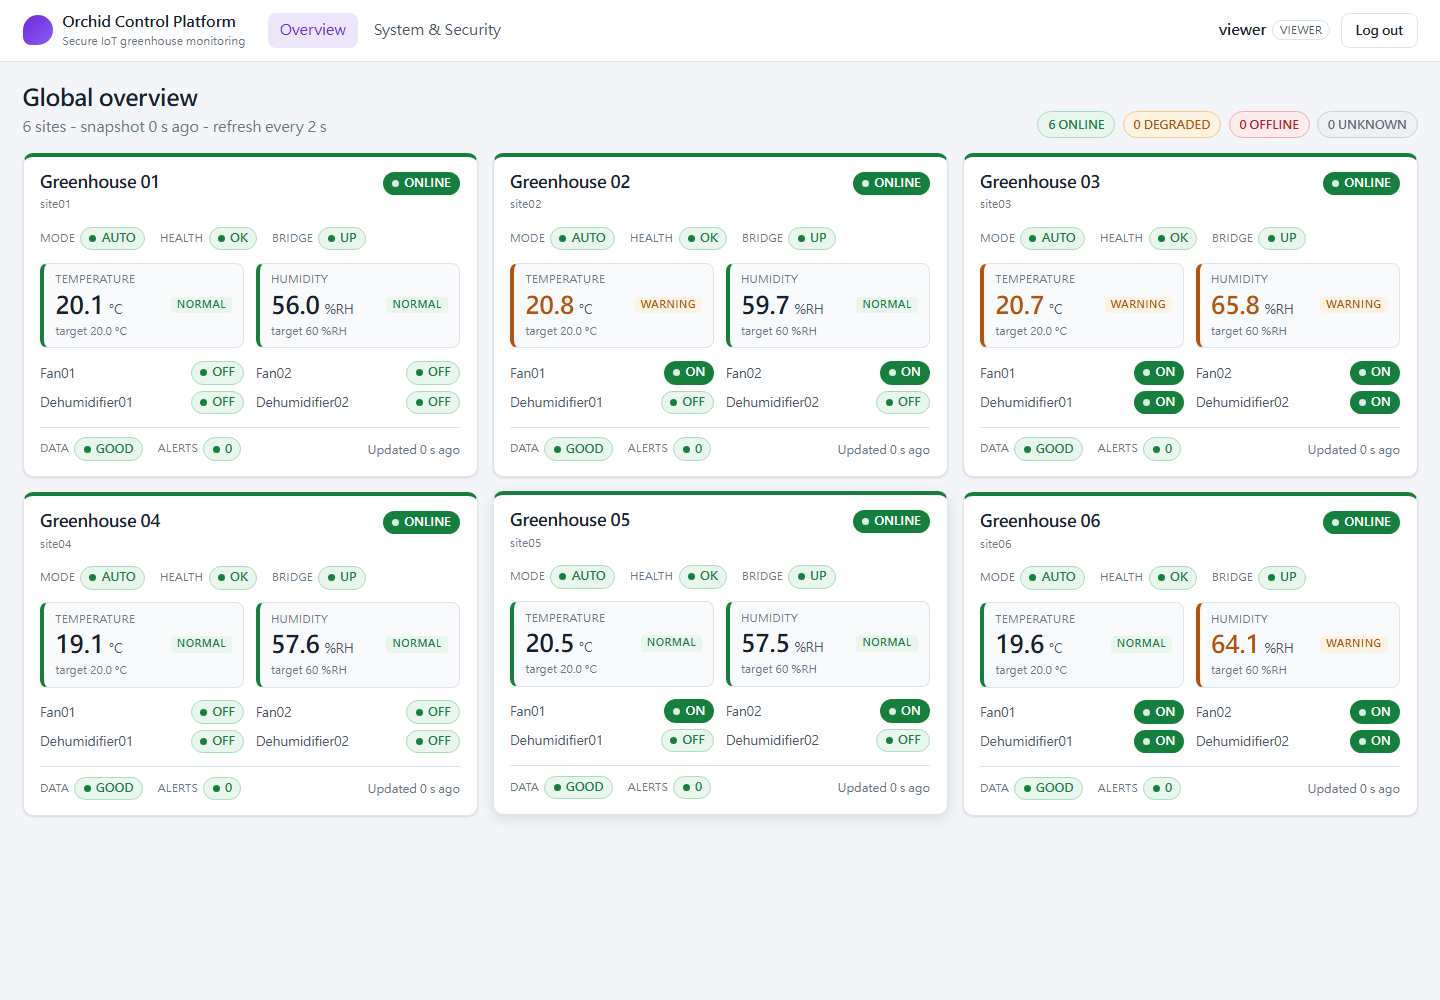 Orchid Control Platform
Secure IoT greenhouse monitoring
Overview
System & Security
viewer VIEWER
Log out
Global overview
6 sites - snapshot 0 s ago - refresh every 2 s
6 ONLINE
0 DEGRADED
0 OFFLINE
0 UNKNOWN
Greenhouse 01 ONLINE
site01
MODE AUTO HEALTH OK BRIDGE UP
TEMPERATURE
20.1 °C NORMAL
target 20.0 °C
HUMIDITY
56.0 %RH NORMAL
target 60 %RH
Fan01 OFF Fan02 OFF
Dehumidifier01 OFF Dehumidifier02 OFF
DATA GOOD ALERTS 0 Updated 0 s ago
Greenhouse 02 ONLINE
site02
MODE AUTO HEALTH OK BRIDGE UP
TEMPERATURE
20.8 °C WARNING
target 20.0 °C
HUMIDITY
59.7 %RH NORMAL
target 60 %RH
Fan01 ON Fan02 ON
Dehumidifier01 OFF Dehumidifier02 OFF
DATA GOOD ALERTS 0 Updated 0 s ago
Greenhouse 03 ONLINE
site03
MODE AUTO HEALTH OK BRIDGE UP
TEMPERATURE
20.7 °C WARNING
target 20.0 °C
HUMIDITY
65.8 %RH WARNING
target 60 %RH
Fan01 ON Fan02 ON
Dehumidifier01 ON Dehumidifier02 ON
DATA GOOD ALERTS 0 Updated 0 s ago
Greenhouse 04 ONLINE
site04
MODE AUTO HEALTH OK BRIDGE UP
TEMPERATURE
19.1 °C NORMAL
target 20.0 °C
HUMIDITY
57.6 %RH NORMAL
target 60 %RH
Fan01 OFF Fan02 OFF
Dehumidifier01 OFF Dehumidifier02 OFF
DATA GOOD ALERTS 0 Updated 0 s ago
Greenhouse 05 ONLINE
site05
MODE AUTO HEALTH OK BRIDGE UP
TEMPERATURE
20.5 °C NORMAL
target 20.0 °C
HUMIDITY
57.5 %RH NORMAL
target 60 %RH
Fan01 ON Fan02 ON
Dehumidifier01 OFF Dehumidifier02 OFF
DATA GOOD ALERTS 0 Updated 0 s ago
Greenhouse 06 ONLINE
site06
MODE AUTO HEALTH OK BRIDGE UP
TEMPERATURE
19.6 °C NORMAL
target 20.0 °C
HUMIDITY
64.1 %RH WARNING
target 60 %RH
Fan01 ON Fan02 ON
Dehumidifier01 ON Dehumidifier02 ON
DATA GOOD ALERTS 0 Updated 0 s ago